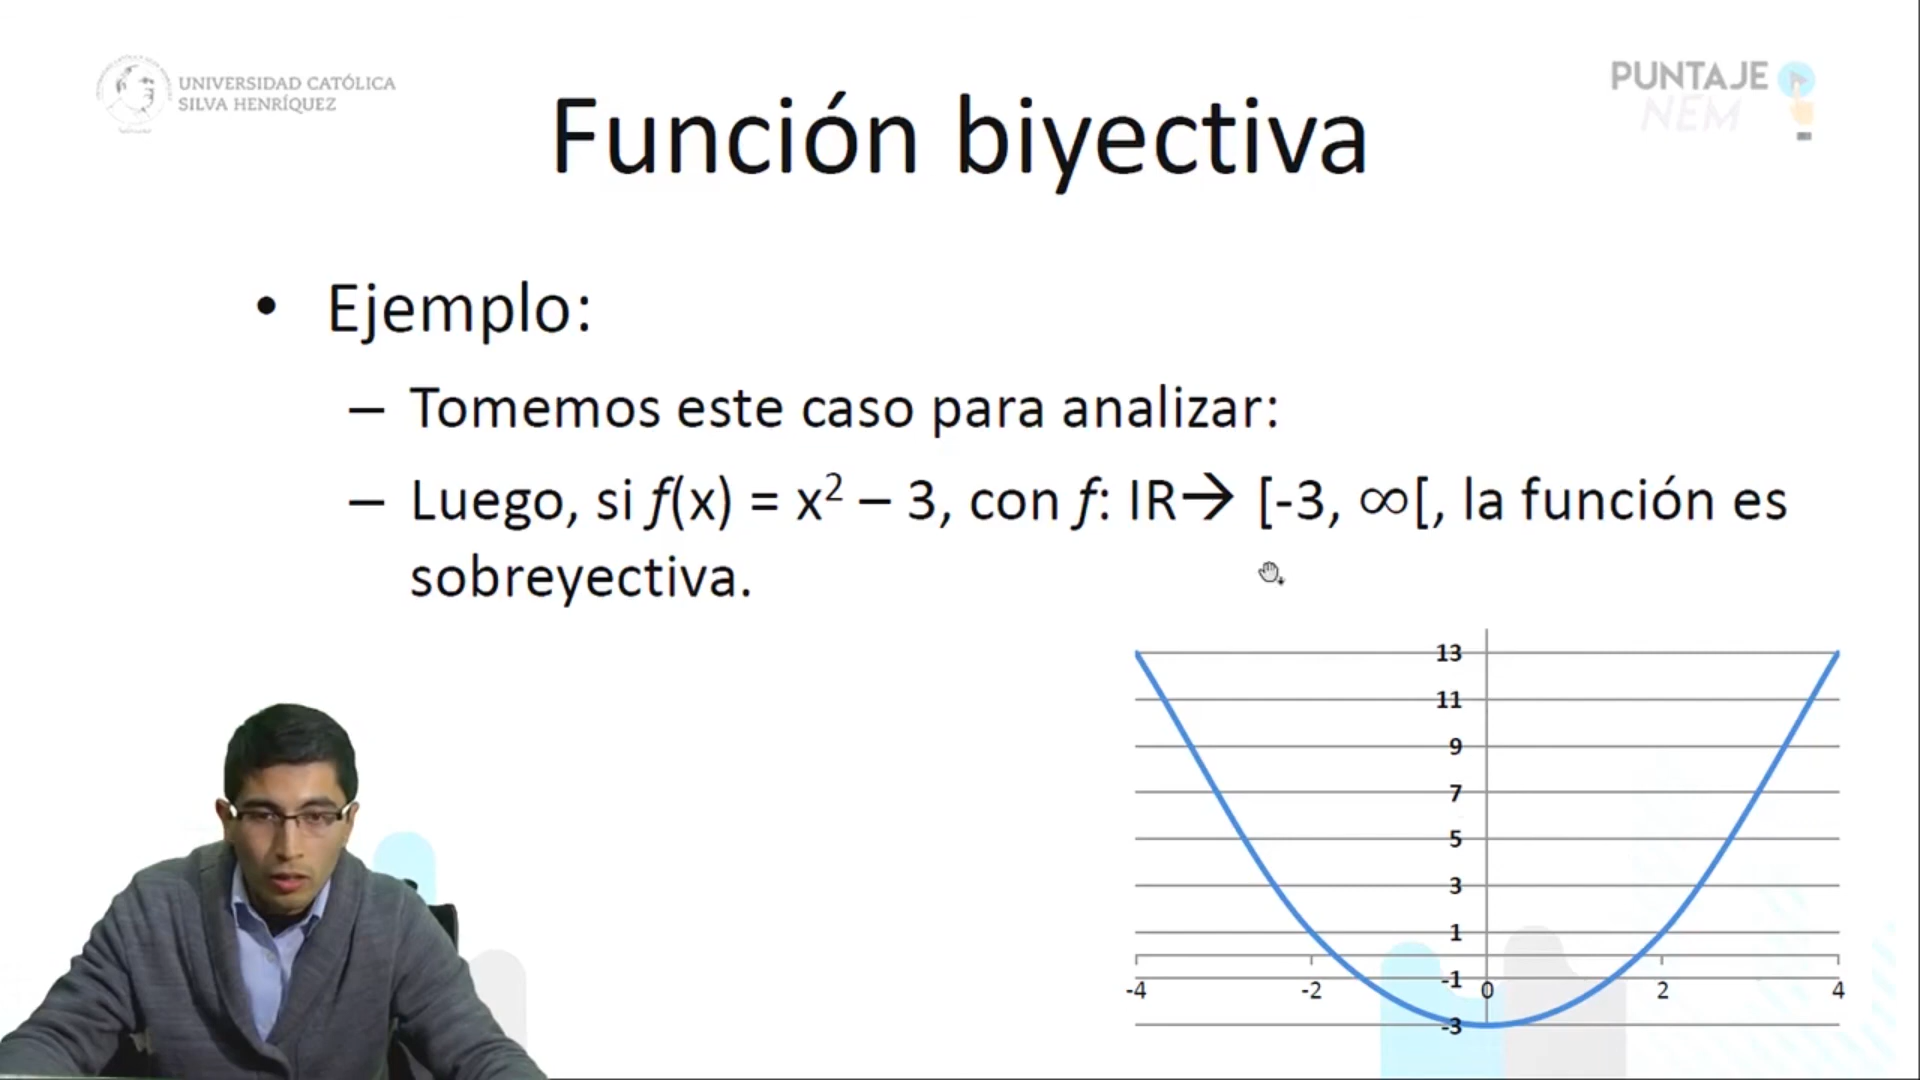 UNIVERSIDAD CATÓLICA
SILVA HENRÍQUEZ
PUNTAJE
NEM
Función biyectiva
• Ejemplo:
– Tomemos este caso para analizar:
– Luego, si f(x) = x² – 3, con f: IR→ [-3, ∞[, la función es
sobreyectiva.
13
11
9
7
5
3
1
-1
-4 -2 0 2 4
-3